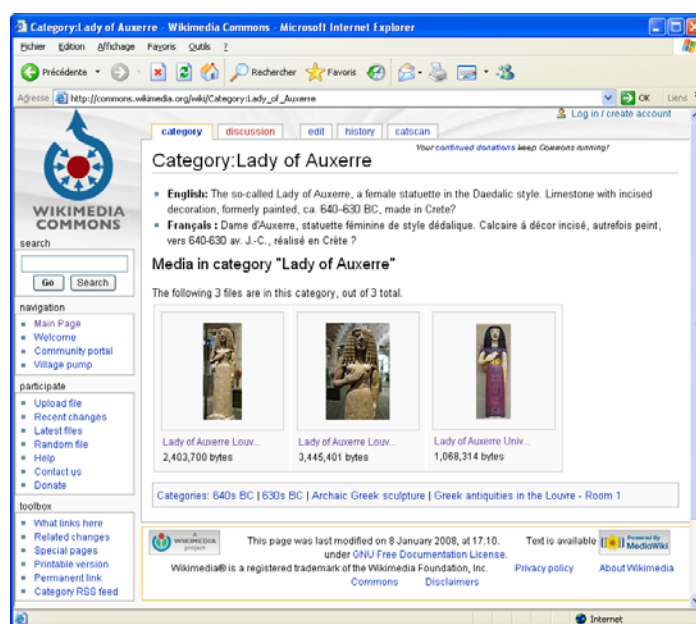 Category:Lady of Auxerre - Wikimedia Commons - Microsoft Internet Explorer
Fichier Edition Affichage Favoris Outils ?
Précédente Rechercher Favoris
Adresse http://commons.wikimedia.org/wiki/Category:Lady_of_Auxerre OK Liens
Log in / create account
category discussion edit history catscan
Your continued donations keep Commons running!
Category:Lady of Auxerre
English: The so-called Lady of Auxerre, a female statuette in the Daedalic style. Limestone with incised
decoration, formerly painted, ca. 640-630 BC, made in Crete?
Français : Dame d'Auxerre, statuette féminine de style dédalique. Calcaire à décor incisé, autrefois peint,
vers 640-630 av. J.-C., réalisé en Crète ?
Media in category "Lady of Auxerre"
The following 3 files are in this category, out of 3 total.
Lady of Auxerre Louv... Lady of Auxerre Louv... Lady of Auxerre Univ...
2,403,700 bytes 3,445,401 bytes 1,068,314 bytes
Categories: 640s BC | 630s BC | Archaic Greek sculpture | Greek antiquities in the Louvre - Room 1
WIKIMEDIA
COMMONS
search
Go Search
navigation
Main Page
Welcome
Community portal
Village pump
participate
Upload file
Recent changes
Latest files
Random file
Help
Contact us
Donate
toolbox
What links here
Related changes
Special pages
Printable version
Permanent link
Category RSS feed
A
WIKIMEDIA
project
This page was last modified on 8 January 2008, at 17:10. Text is available
under GNU Free Documentation License.
Powered By
MediaWiki
Wikimedia® is a registered trademark of the Wikimedia Foundation, Inc. Privacy policy About Wikimedia
Commons Disclaimers
Internet